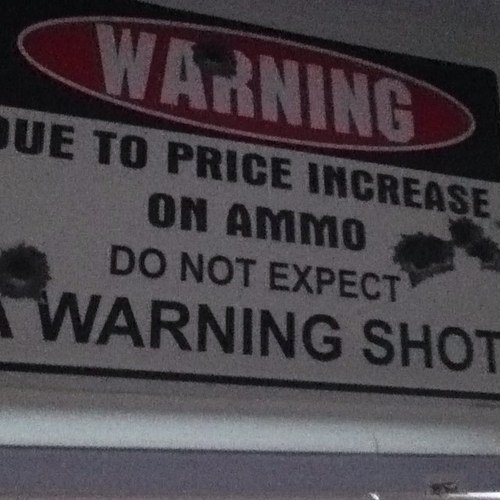 WARNING
DUE TO PRICE INCREASE
ON AMMO
DO NOT EXPECT
A WARNING SHOT